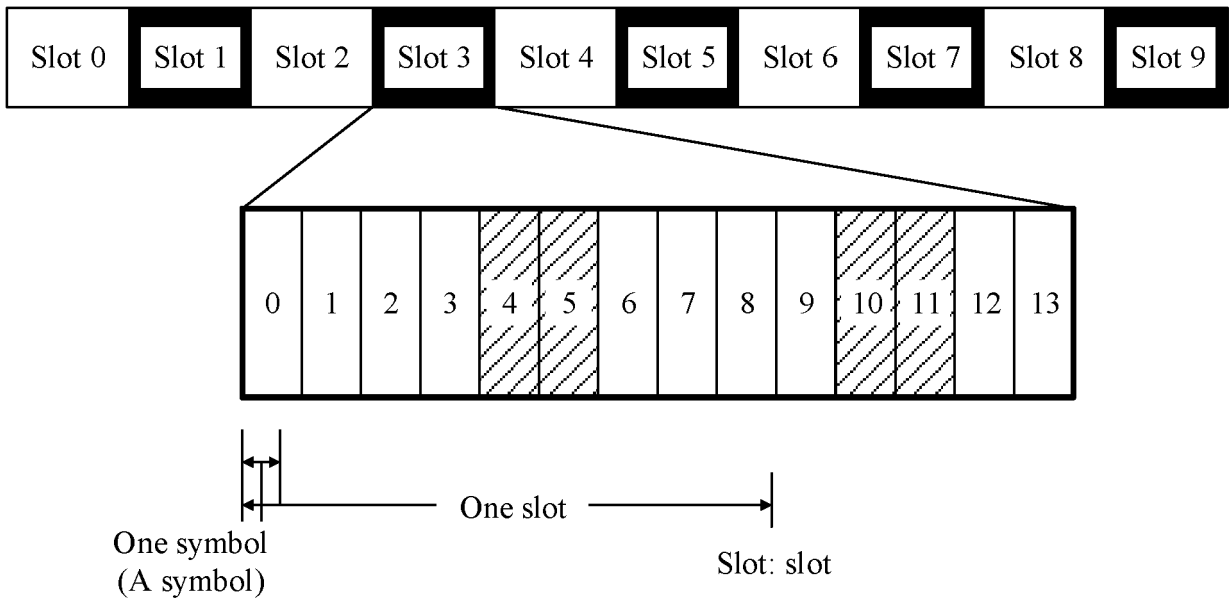 Slot 0 Slot 1 Slot 2 Slot 3 Slot 4 Slot 5 Slot 6 Slot 7 Slot 8 Slot 9
0 1 2 3 4 5 6 7 8 9 10 11 12 13
One slot
One symbol
(A symbol)
Slot: slot